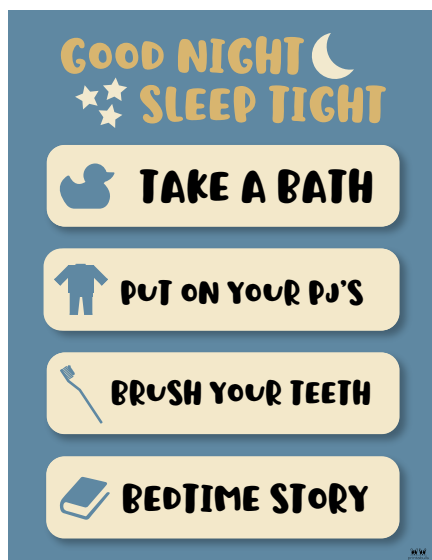 GOOD NIGHT
SLEEP TIGHT
TAKE A BATH
PUT ON YOUR PJ'S
BRUSH YOUR TEETH
BEDTIME STORY